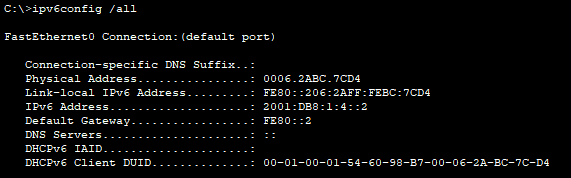 C:\>ipv6config /all
FastEthernet0 Connection:(default port)
Connection-specific DNS Suffix..:
Physical Address................: 0006.2ABC.7CD4
Link-local IPv6 Address.........: FE80::206:2AFF:FEBC:7CD4
IPv6 Address....................: 2001:DB8:1:4::2
Default Gateway.................: FE80::2
DNS Servers.....................: ::
DHCPv6 IAID.....................:
DHCPv6 Client DUID..............: 00-01-00-01-54-60-98-B7-00-06-2A-BC-7C-D4